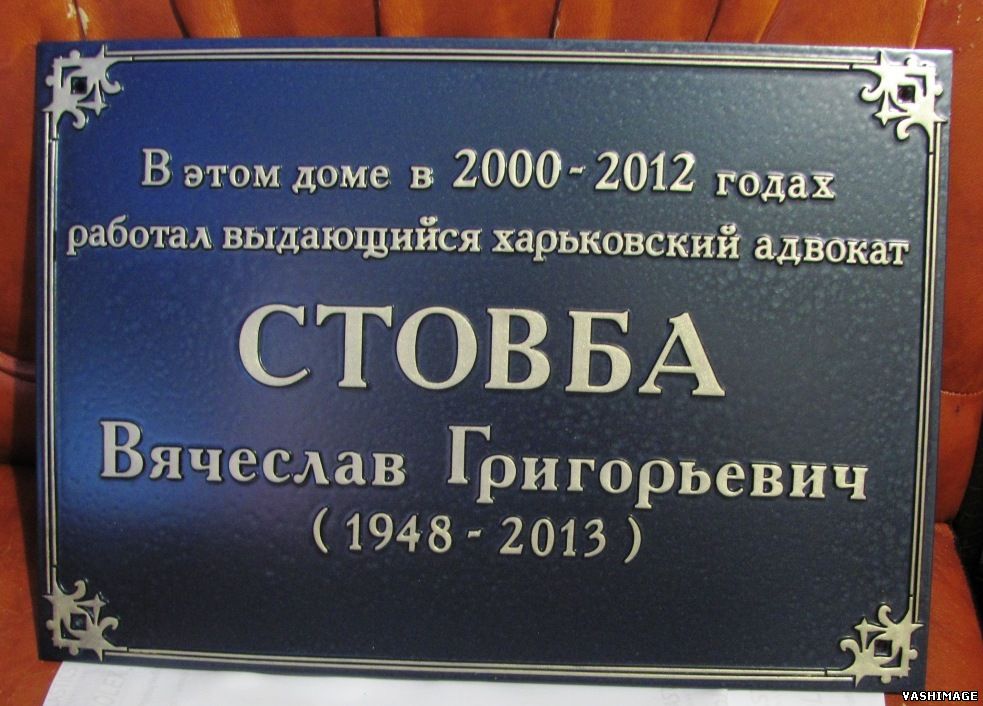 В этом доме в 2000-2012 годах
работал выдающийся харьковский адвокат
СТОВБА
Вячеслав Григорьевич
(1948-2013)
VASHIMAGE